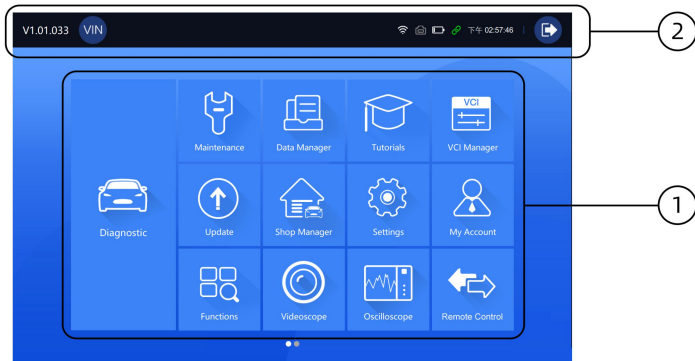 V1.01.033 VIN 下午 02:57:46
2
VCI
Maintenance Data Manager Tutorials VCI Manager
1
Diagnostic Update Shop Manager Settings My Account
Functions Videoscope Oscilloscope Remote Control